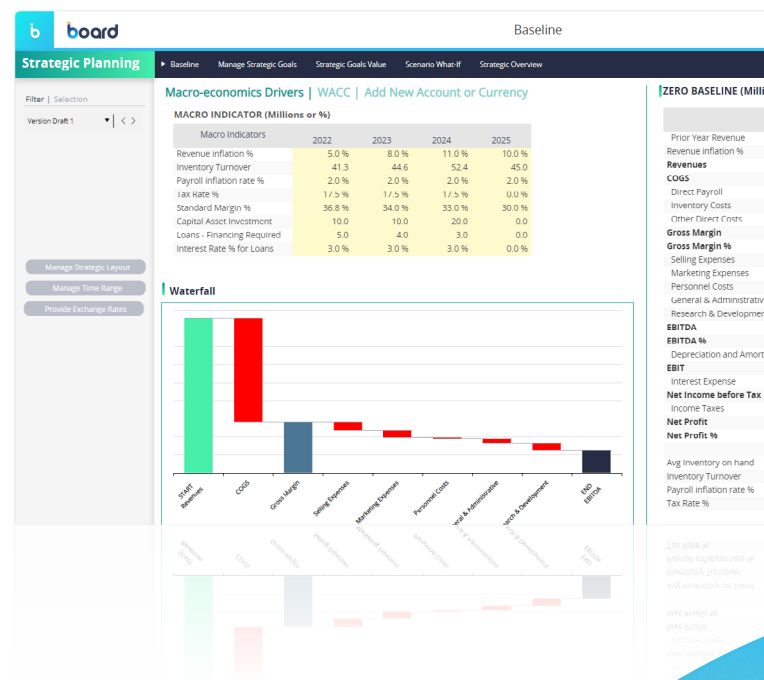 b board
Baseline
Strategic Planning
Baseline Manage Strategic Goals Strategic Goals Value Scenario What-If Strategic Overview
Filter | Selection
Version Draft 1
Manage Strategic Layout
Manage Time Range
Provide Exchange Rates
Macro-economics Drivers | WACC | Add New Account or Currency
MACRO INDICATOR (Millions or %)
Macro Indicators 2022 2023 2024 2025
Revenue inflation % 5.0 % 8.0 % 11.0 % 10.0 %
Inventory Turnover 41.3 44.6 52.4 45.0
Payroll inflation rate % 2.0 % 2.0 % 2.0 % 2.0 %
Tax Rate % 17.5 % 17.5 % 17.5 % 0.0 %
Standard Margin % 36.8 % 34.0 % 33.0 % 30.0 %
Capital Asset Investment 10.0 10.0 20.0 0.0
Loans - Financing Required 5.0 4.0 3.0 0.0
Interest Rate % for Loans 3.0 % 3.0 % 3.0 % 0.0 %
Waterfall
START
Revenues
COGS
Gross Margin
Selling Expenses
Marketing Expenses
Personnel Costs
eral & Administrative
earch & Development
END
EBITDA
ZERO BASELINE (Milli
Prior Year Revenue
Revenue inflation %
Revenues
COGS
Direct Payroll
Inventory Costs
Other Direct Costs
Gross Margin
Gross Margin %
Selling Expenses
Marketing Expenses
Personnel Costs
General & Administrativ
Research & Developmen
EBITDA
EBITDA %
Depreciation and Amort
EBIT
Interest Expense
Net Income before Tax
Income Taxes
Net Profit
Net Profit %
Avg Inventory on hand
Inventory Turnover
Payroll inflation rate %
Tax Rate %